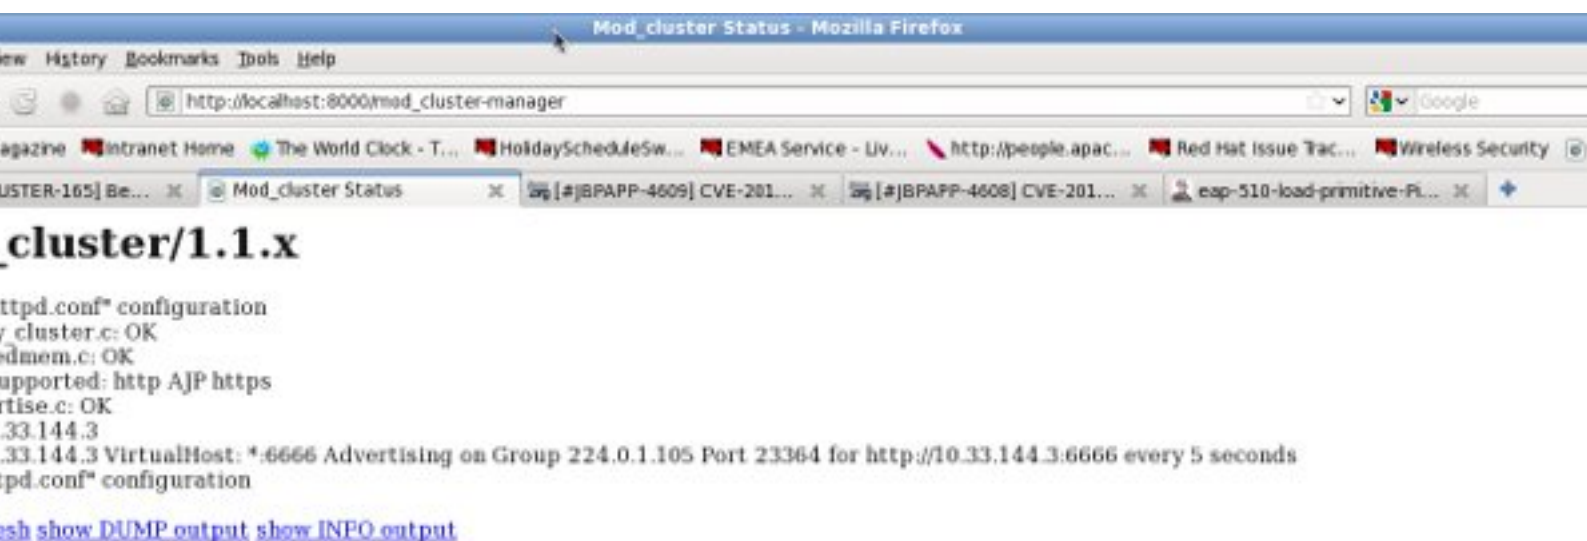 Mod_cluster Status - Mozilla Firefox
ew History Bookmarks Tools Help
http://localhost:8000/mod_cluster-manager Google
agazine Intranet Home The World Clock - T... HolidayScheduleSw... EMEA Service - Liv... http://people.apac... Red Hat Issue Trac... Wireless Security
USTER-165] Be... Mod_cluster Status [#JBPAPP-4609] CVE-201... [#JBPAPP-4608] CVE-201... eap-510-load-primitive-Pi...
_cluster/1.1.x
ttpd.conf" configuration
y_cluster.c: OK
edmem.c: OK
upported: http AJP https
rtise.c: OK
.33.144.3
.33.144.3 VirtualHost: *:6666 Advertising on Group 224.0.1.105 Port 23364 for http://10.33.144.3:6666 every 5 seconds
tpd.conf" configuration
esh show DUMP output show INFO output